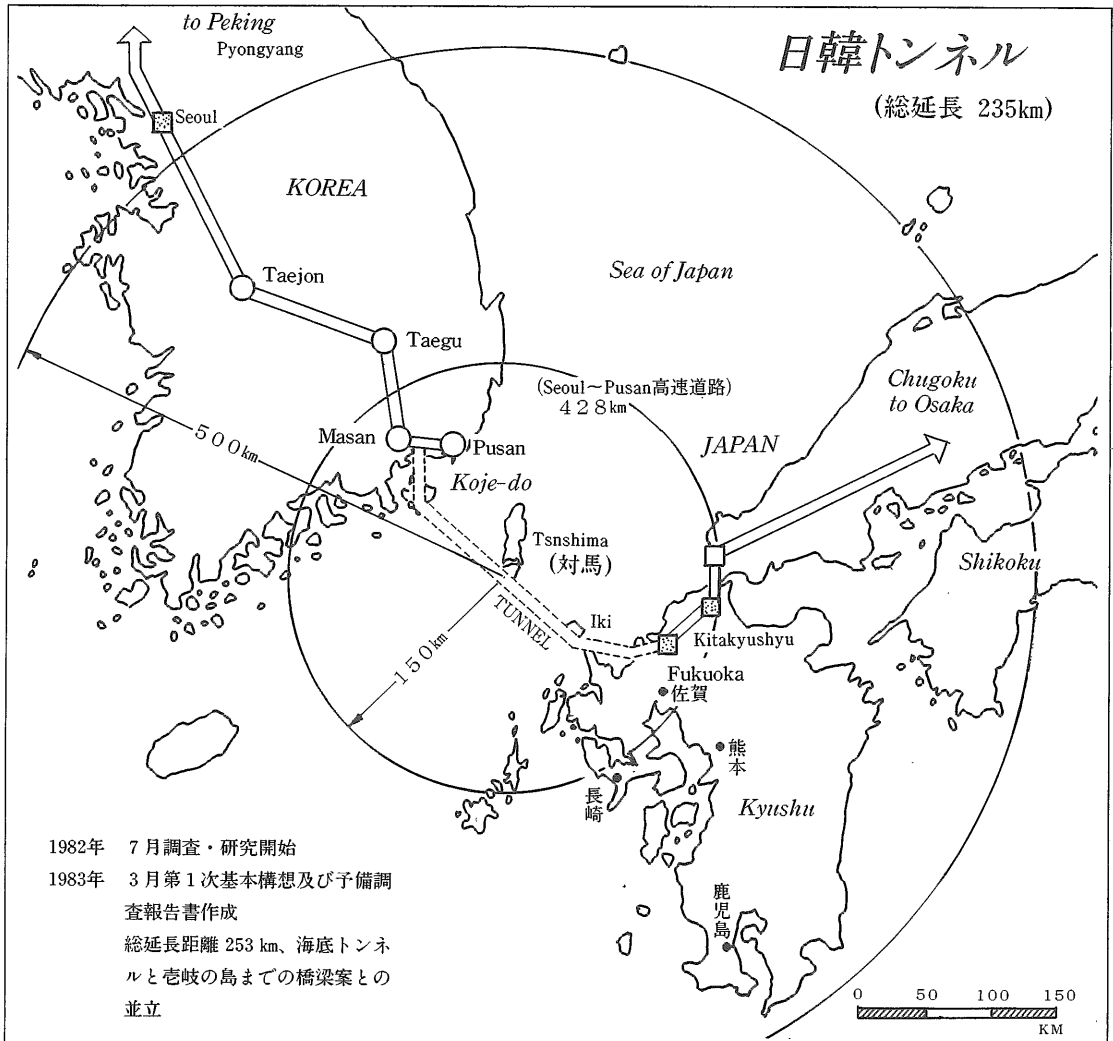 to Peking
Pyongyang
日韓トンネル
(総延長 235km)
Seoul
KOREA
Sea of Japan
Taejon
Taegu
(Seoul~Pusan高速道路)
428km
Chugoku
to Osaka
500km
Masan
Pusan
JAPAN
Koje-do
Tsnshima
(対馬)
Shikoku
TUNNEL
Iki
Kitakyushyu
150km
Fukuoka
佐賀
熊本
長崎
Kyushu
鹿児島
1982年 7月調査・研究開始
1983年 3月第1次基本構想及び予備調
査報告書作成
総延長距離 253 km、海底トンネ
ルと壱岐の島までの橋梁案との
並立
0 50 100 150
KM